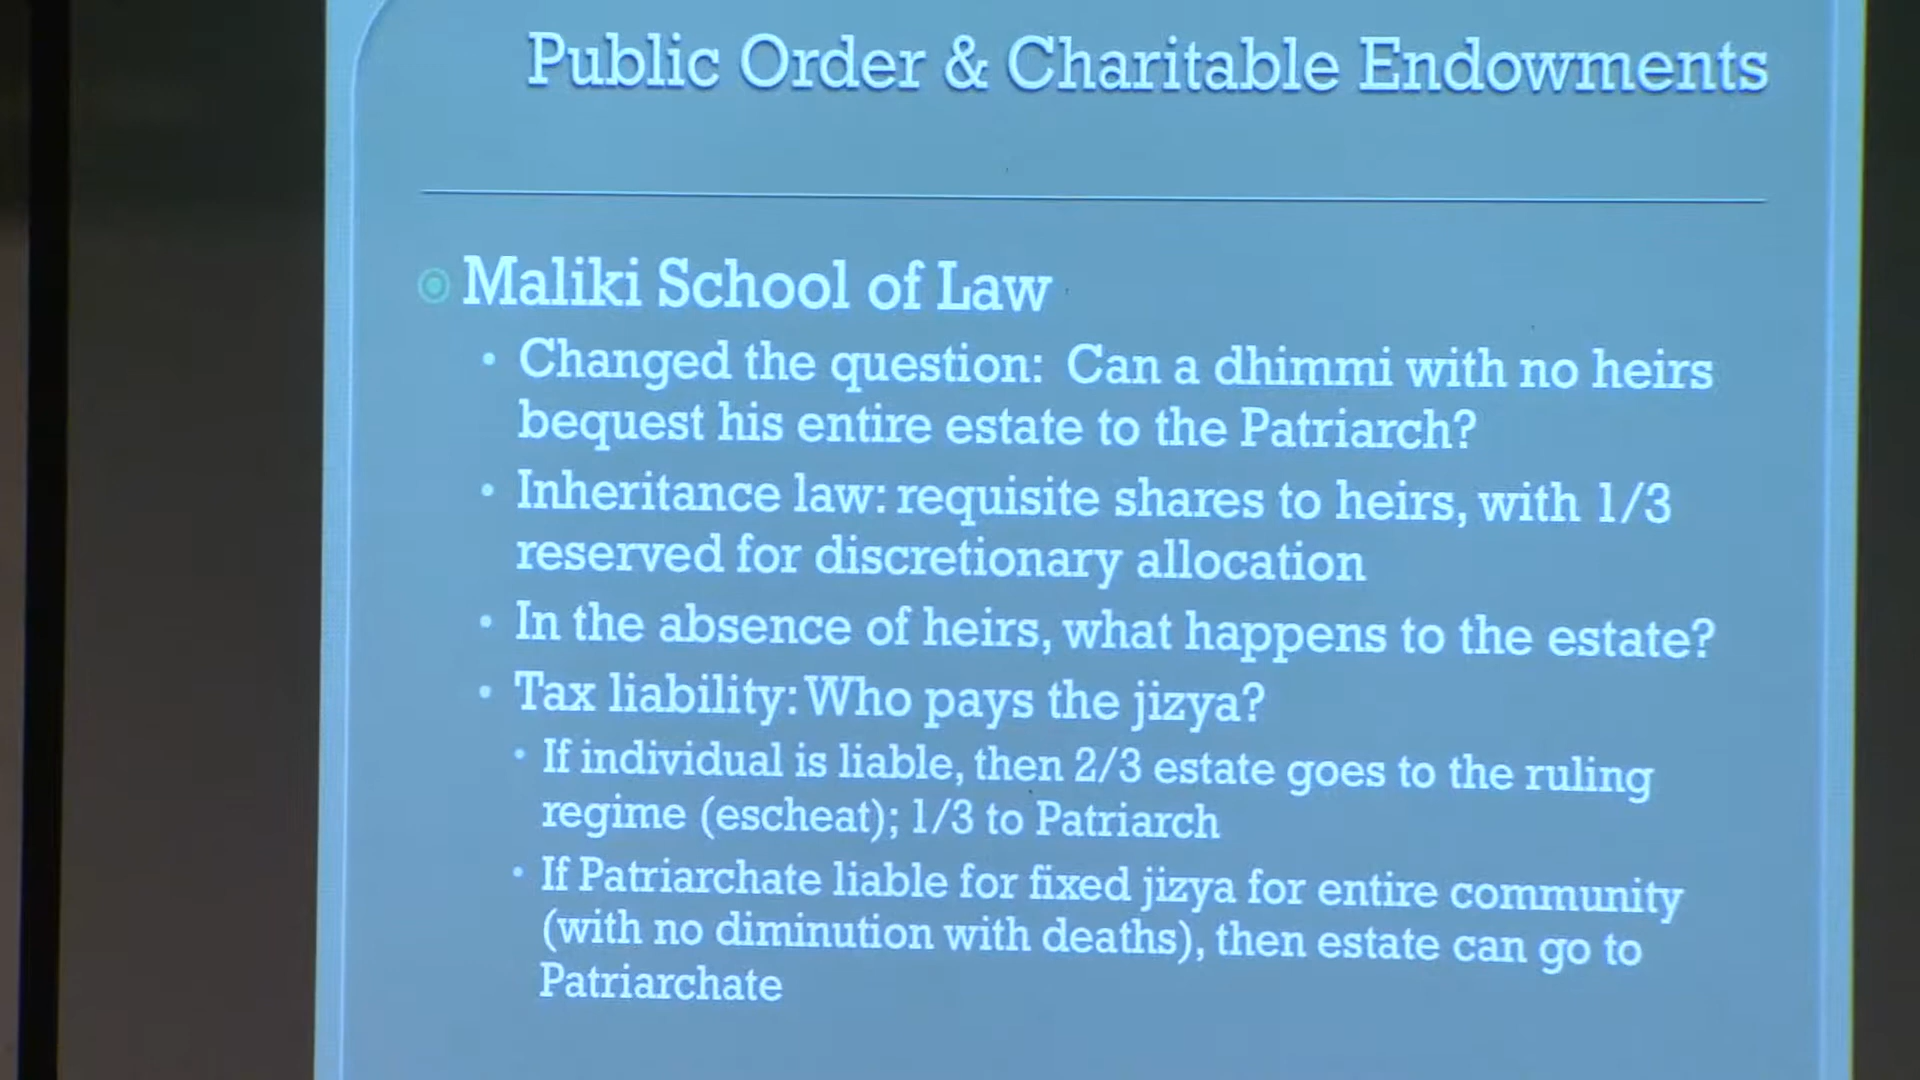 Public Order & Charitable Endowments
Maliki School of Law
Changed the question: Can a dhimmi with no heirs
bequest his entire estate to the Patriarch?
Inheritance law: requisite shares to heirs, with 1/3
reserved for discretionary allocation
In the absence of heirs, what happens to the estate?
Tax liability: Who pays the jizya?
If individual is liable, then 2/3 estate goes to the ruling
regime (escheat); 1/3 to Patriarch
If Patriarchate liable for fixed jizya for entire community
(with no diminution with deaths), then estate can go to
Patriarchate